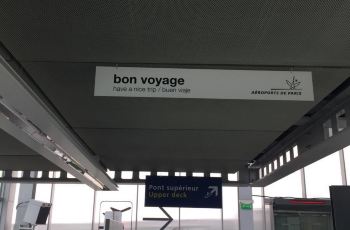 bon voyage
have a nice trip / buen viaje
AÉROPORTS DE PARIS
Pont supérieur
Upper deck